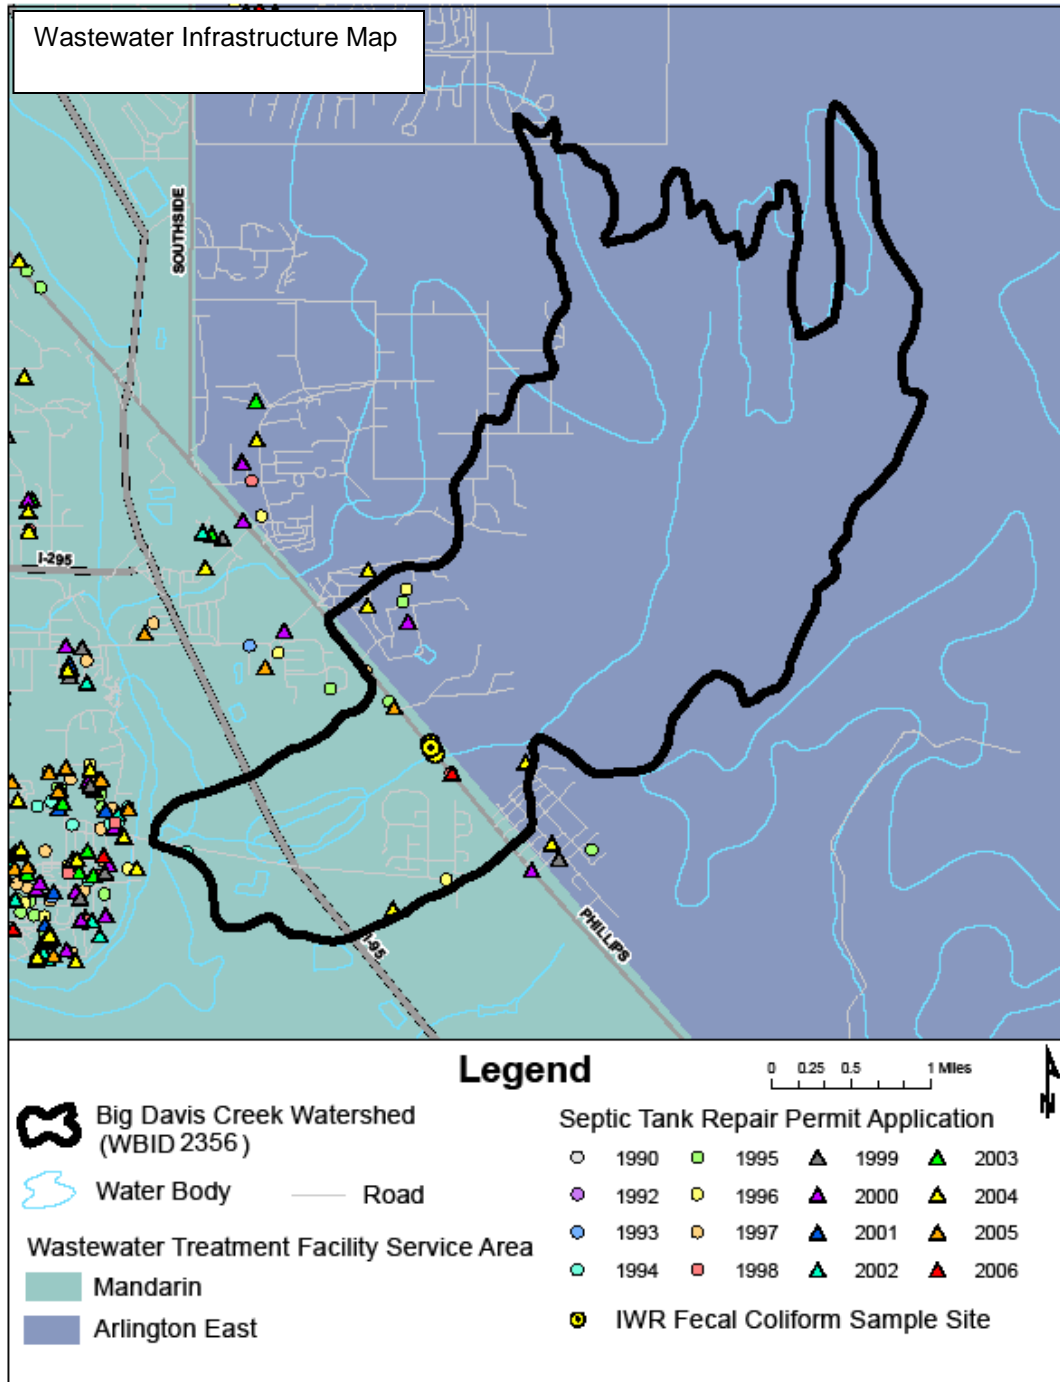 Wastewater Infrastructure Map
SOUTHSIDE
I-295
PHILLIPS
I-95
Legend
0 0.25 0.5 1 Miles
N
Big Davis Creek Watershed
(WBID 2356)
Water Body
Road
Wastewater Treatment Facility Service Area
Mandarin
Arlington East
Septic Tank Repair Permit Application
1990 1995 1999 2003
1992 1996 2000 2004
1993 1997 2001 2005
1994 1998 2002 2006
IWR Fecal Coliform Sample Site